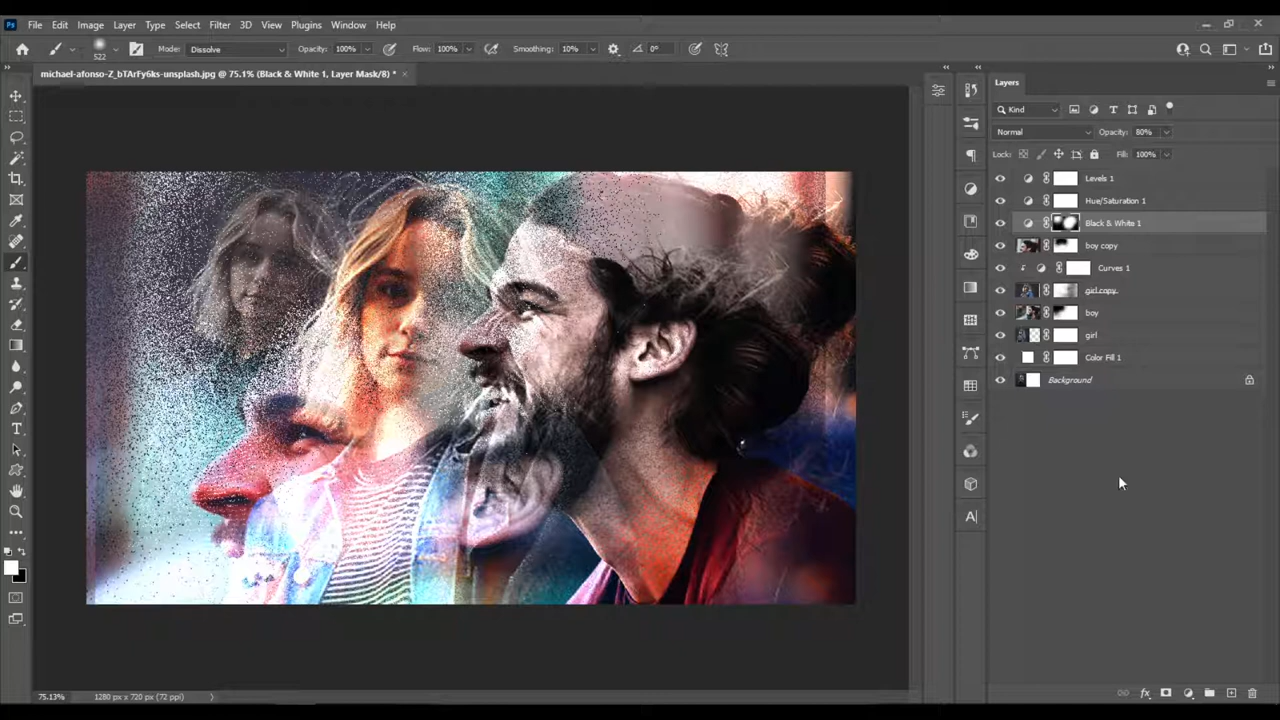 Ps File Edit Image Layer Type Select Filter 3D View Plugins Window Help
522 Mode: Dissolve Opacity: 100% Flow: 100% Smoothing: 10% 0°
michael-afonso-Z_bTArFy6ks-unsplash.jpg @ 75.1% (Black & White 1, Layer Mask/8) *
Layers
Kind
Normal Opacity: 80%
Lock: Fill: 100%
Levels 1
Hue/Saturation 1
Black & White 1
boy copy
Curves 1
girl copy
boy
girl
Color Fill 1
Background
75.13% 1280 px x 720 px (72 ppi)